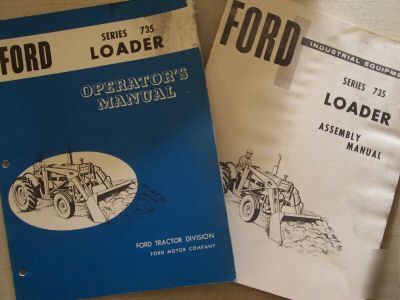 FORD
SERIES 735
LOADER
OPERATOR'S
MANUAL
FORD TRACTOR DIVISION
FORD MOTOR COMPANY
FORD
INDUSTRIAL EQUIPME
SERIES 735
LOADER
ASSEMBLY
MANUAL